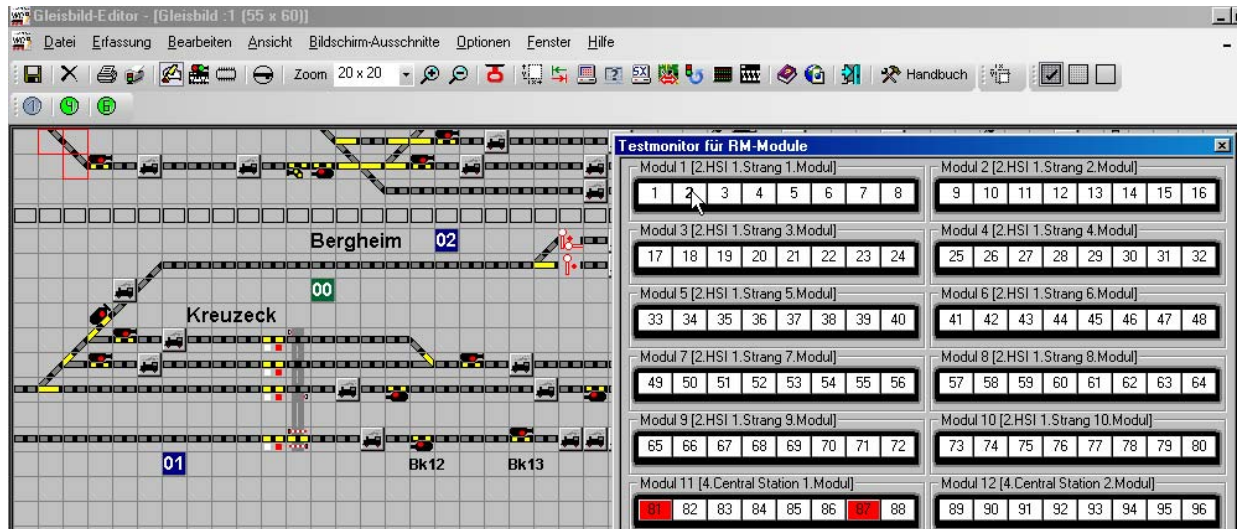 Gleisbild-Editor - [Gleisbild :1 (55 x 60)]
Datei Erfassung Bearbeiten Ansicht Bildschirm-Ausschnitte Optionen Fenster Hilfe
Zoom 20 x 20 Handbuch
Testmonitor für RM-Module
Modul 1 [2.HSI 1.Strang 1.Modul]
1 2 3 4 5 6 7 8
Modul 2 [2.HSI 1.Strang 2.Modul]
9 10 11 12 13 14 15 16
Modul 3 [2.HSI 1.Strang 3.Modul]
17 18 19 20 21 22 23 24
Modul 4 [2.HSI 1.Strang 4.Modul]
25 26 27 28 29 30 31 32
Modul 5 [2.HSI 1.Strang 5.Modul]
33 34 35 36 37 38 39 40
Modul 6 [2.HSI 1.Strang 6.Modul]
41 42 43 44 45 46 47 48
Modul 7 [2.HSI 1.Strang 7.Modul]
49 50 51 52 53 54 55 56
Modul 8 [2.HSI 1.Strang 8.Modul]
57 58 59 60 61 62 63 64
Modul 9 [2.HSI 1.Strang 9.Modul]
65 66 67 68 69 70 71 72
Modul 10 [2.HSI 1.Strang 10.Modul]
73 74 75 76 77 78 79 80
Modul 11 [4.Central Station 1.Modul]
81 82 83 84 85 86 87 88
Modul 12 [4.Central Station 2.Modul]
89 90 91 92 93 94 95 96
Bergheim 02
00
Kreuzeck
01
Bk12 Bk13